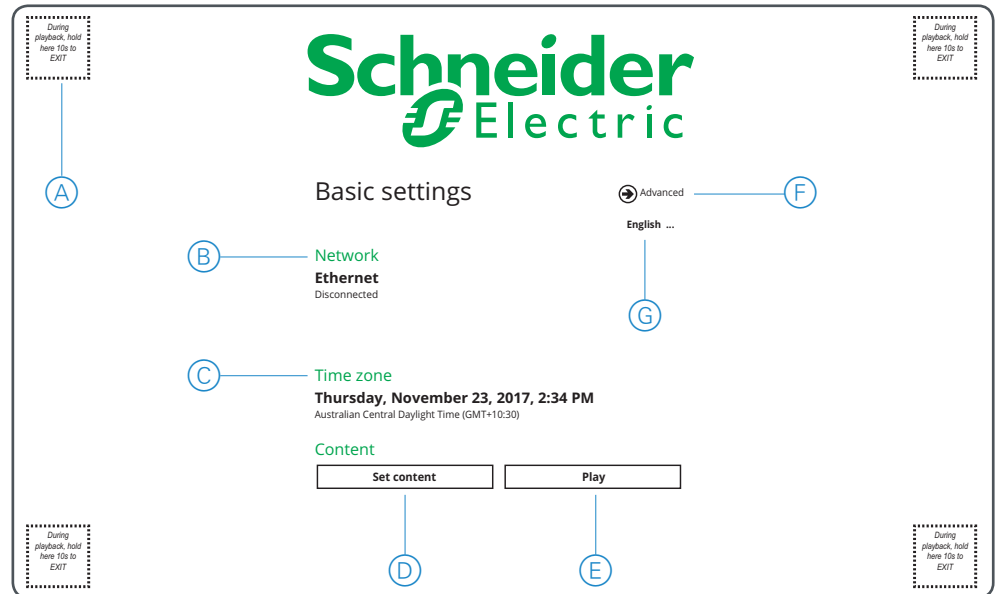 During
playback, hold
here 10s to
EXIT
During
playback, hold
here 10s to
EXIT
Schneider
Electric
A
Basic settings
Advanced
F
English ...
B
Network
Ethernet
Disconnected
G
C
Time zone
Thursday, November 23, 2017, 2:34 PM
Australian Central Daylight Time (GMT+10:30)
Content
Set content
Play
During
playback, hold
here 10s to
EXIT
During
playback, hold
here 10s to
EXIT
D
E